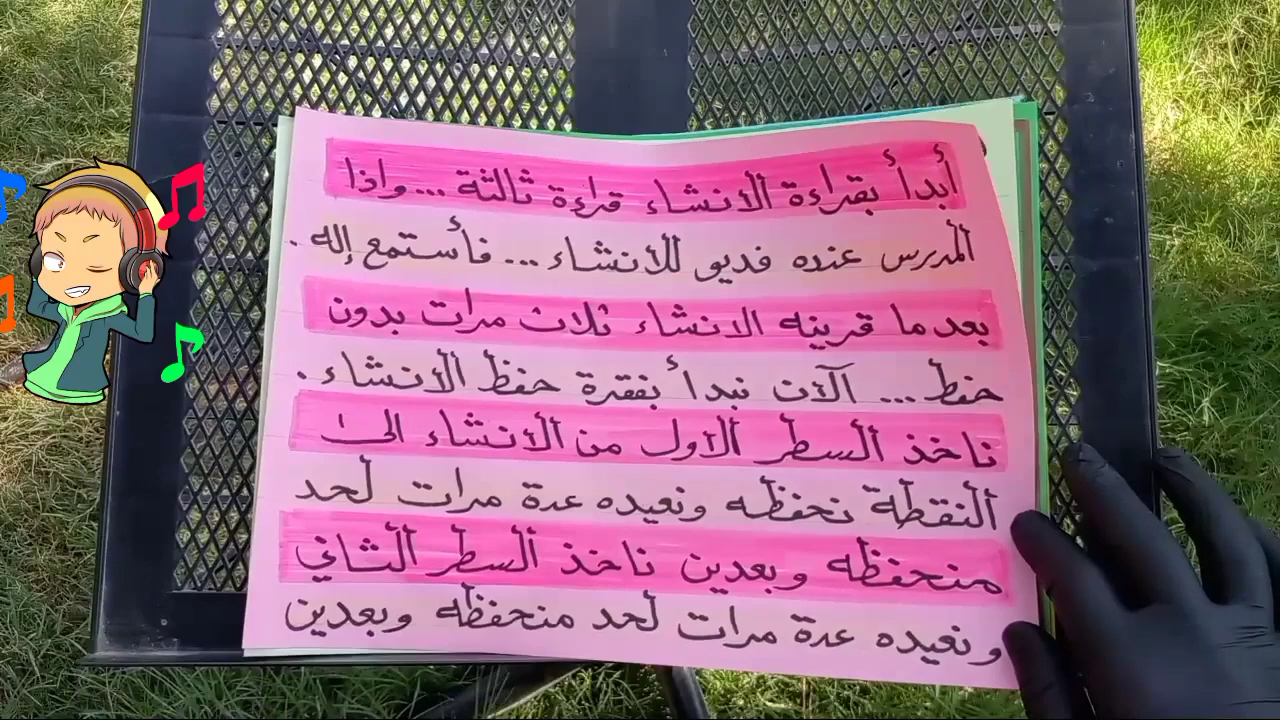 أبدأ بقراءة الانشاء قراءة ثالثة ... واذا
المدرس عنده فديو للانشاء ... فأستمع إله .
بعد ما قرينه الانشاء ثلاث مرات بدون
حفظ ... الآن نبدأ بفقرة حفظ الانشاء .
ناخذ السطر الاول من الانشاء الى
النقطة نحفظه ونعيده عدة مرات لحد
منحفظه وبعدين ناخذ السطر الثاني
ونعيده عدة مرات لحد منحفظه وبعدين